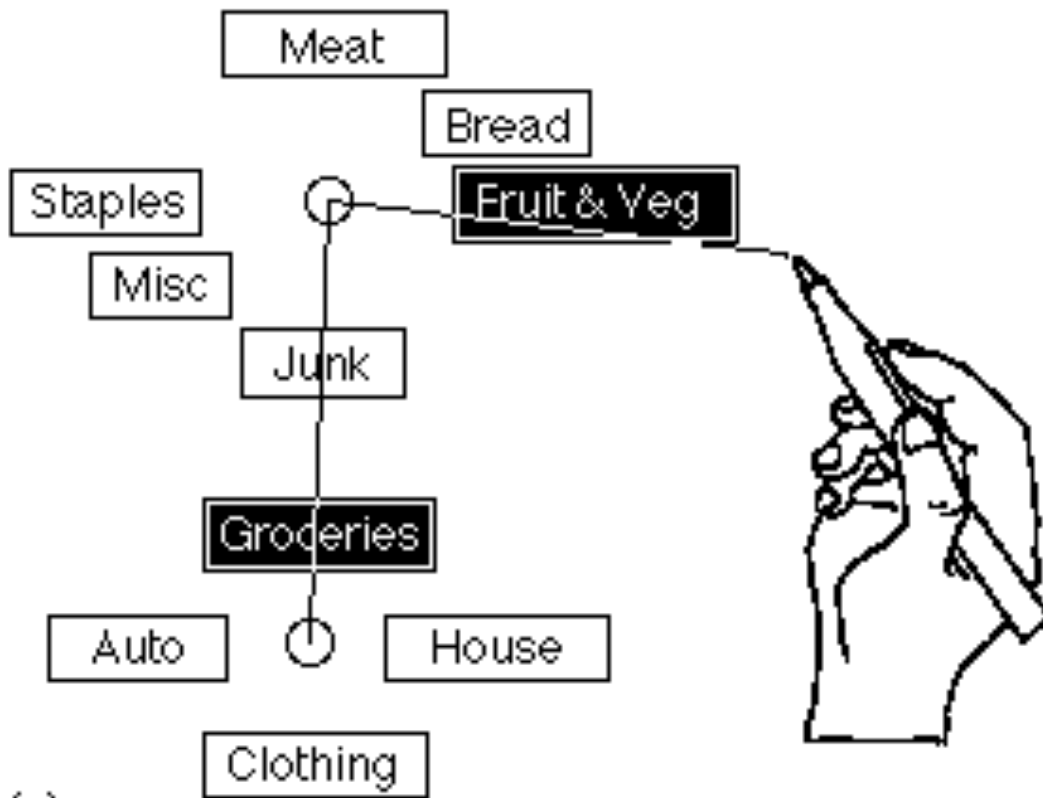 Meat
Bread
Staples
Fruit & Veg
Misc
Junk
Groceries
Auto
House
Clothing